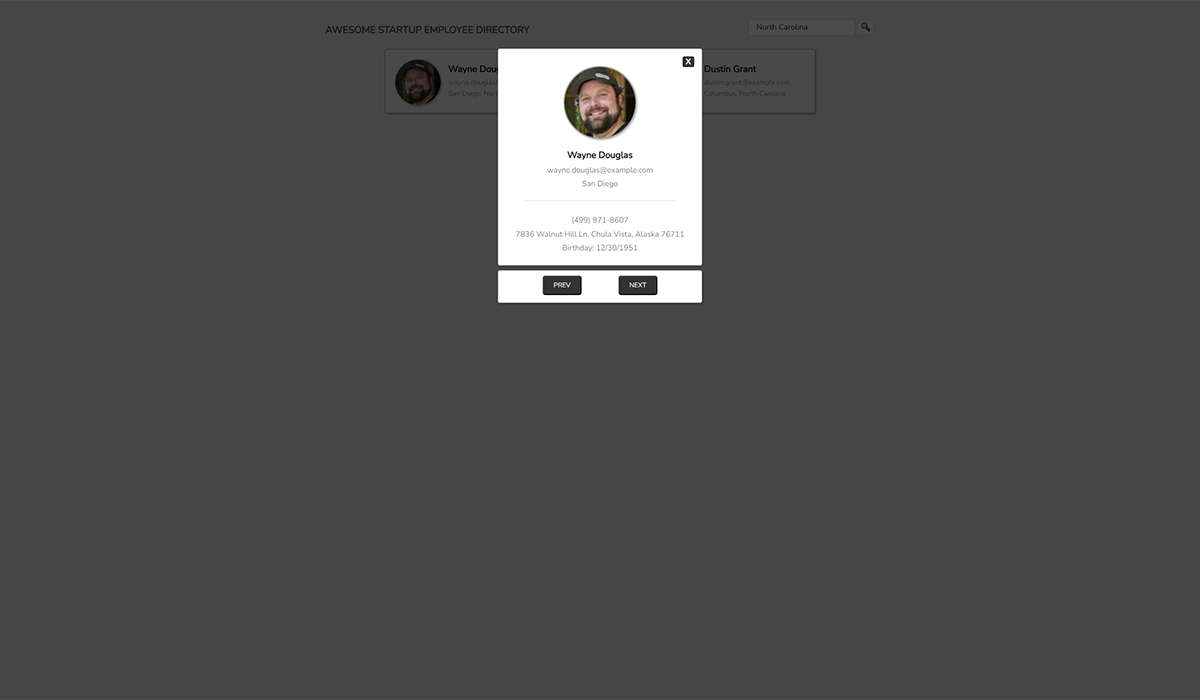 AWESOME STARTUP EMPLOYEE DIRECTORY
North Carolina
X
Wayne Doug
wayne.douglas
San Diego, Nort
Dustin Grant
dustin.grant@example.com
Columbus, North Carolina
Wayne Douglas
wayne.douglas@example.com
San Diego
(499) 971-8607
7836 Walnut Hill Ln, Chula Vista, Alaska 76711
Birthday: 12/30/1951
PREV
NEXT